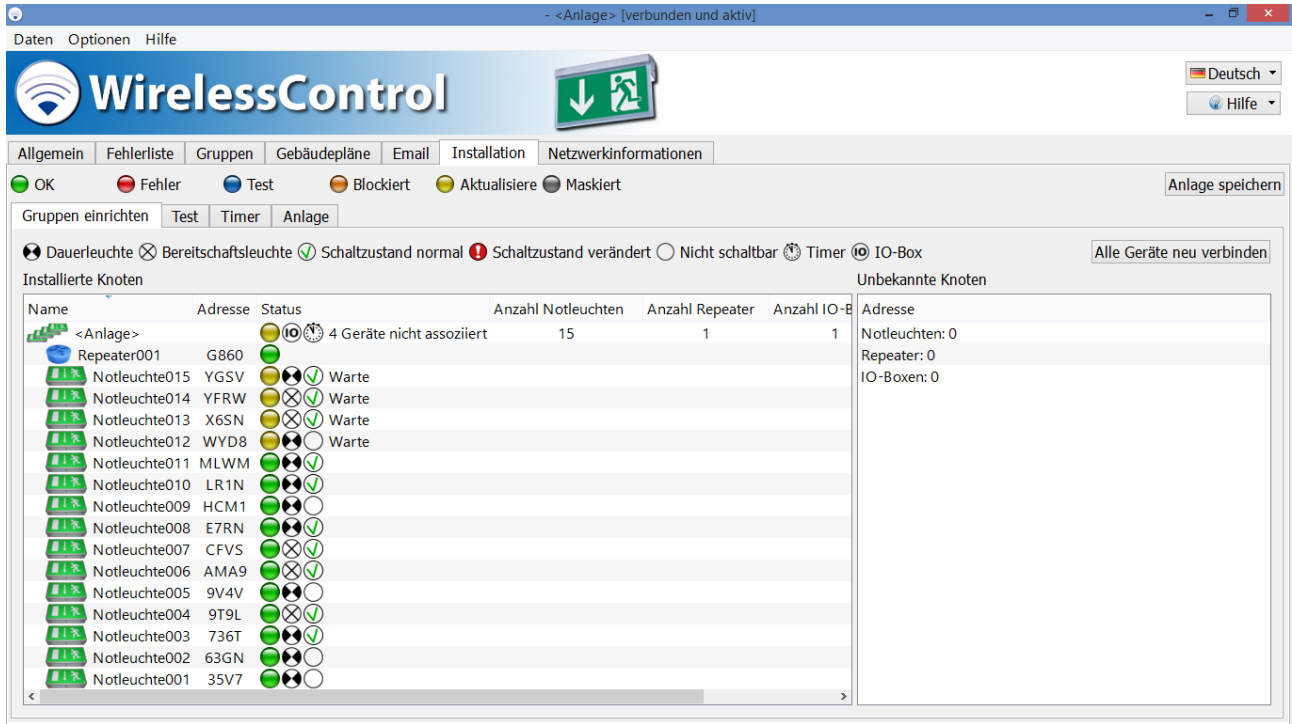 - <Anlage> [verbunden und aktiv]
Daten Optionen Hilfe
WirelessControl
Deutsch
Hilfe
Allgemein Fehlerliste Gruppen Gebäudepläne Email Installation Netzwerkinformationen
OK Fehler Test Blockiert Aktualisiere Maskiert Anlage speichern
Gruppen einrichten Test Timer Anlage
Dauerleuchte Bereitschaftsleuchte Schaltzustand normal Schaltzustand verändert Nicht schaltbar Timer IO IO-Box Alle Geräte neu verbinden
Installierte Knoten Unbekannte Knoten
Name Adresse Status Anzahl Notleuchten Anzahl Repeater Anzahl IO-B Adresse
<Anlage> IO 4 Geräte nicht assoziiert 15 1 1 Notleuchten: 0
Repeater001 G860 Repeater: 0
Notleuchte015 YGSV Warte IO-Boxen: 0
Notleuchte014 YFRW Warte
Notleuchte013 X6SN Warte
Notleuchte012 WYD8 Warte
Notleuchte011 MLWM
Notleuchte010 LR1N
Notleuchte009 HCM1
Notleuchte008 E7RN
Notleuchte007 CFVS
Notleuchte006 AMA9
Notleuchte005 9V4V
Notleuchte004 9T9L
Notleuchte003 736T
Notleuchte002 63GN
Notleuchte001 35V7